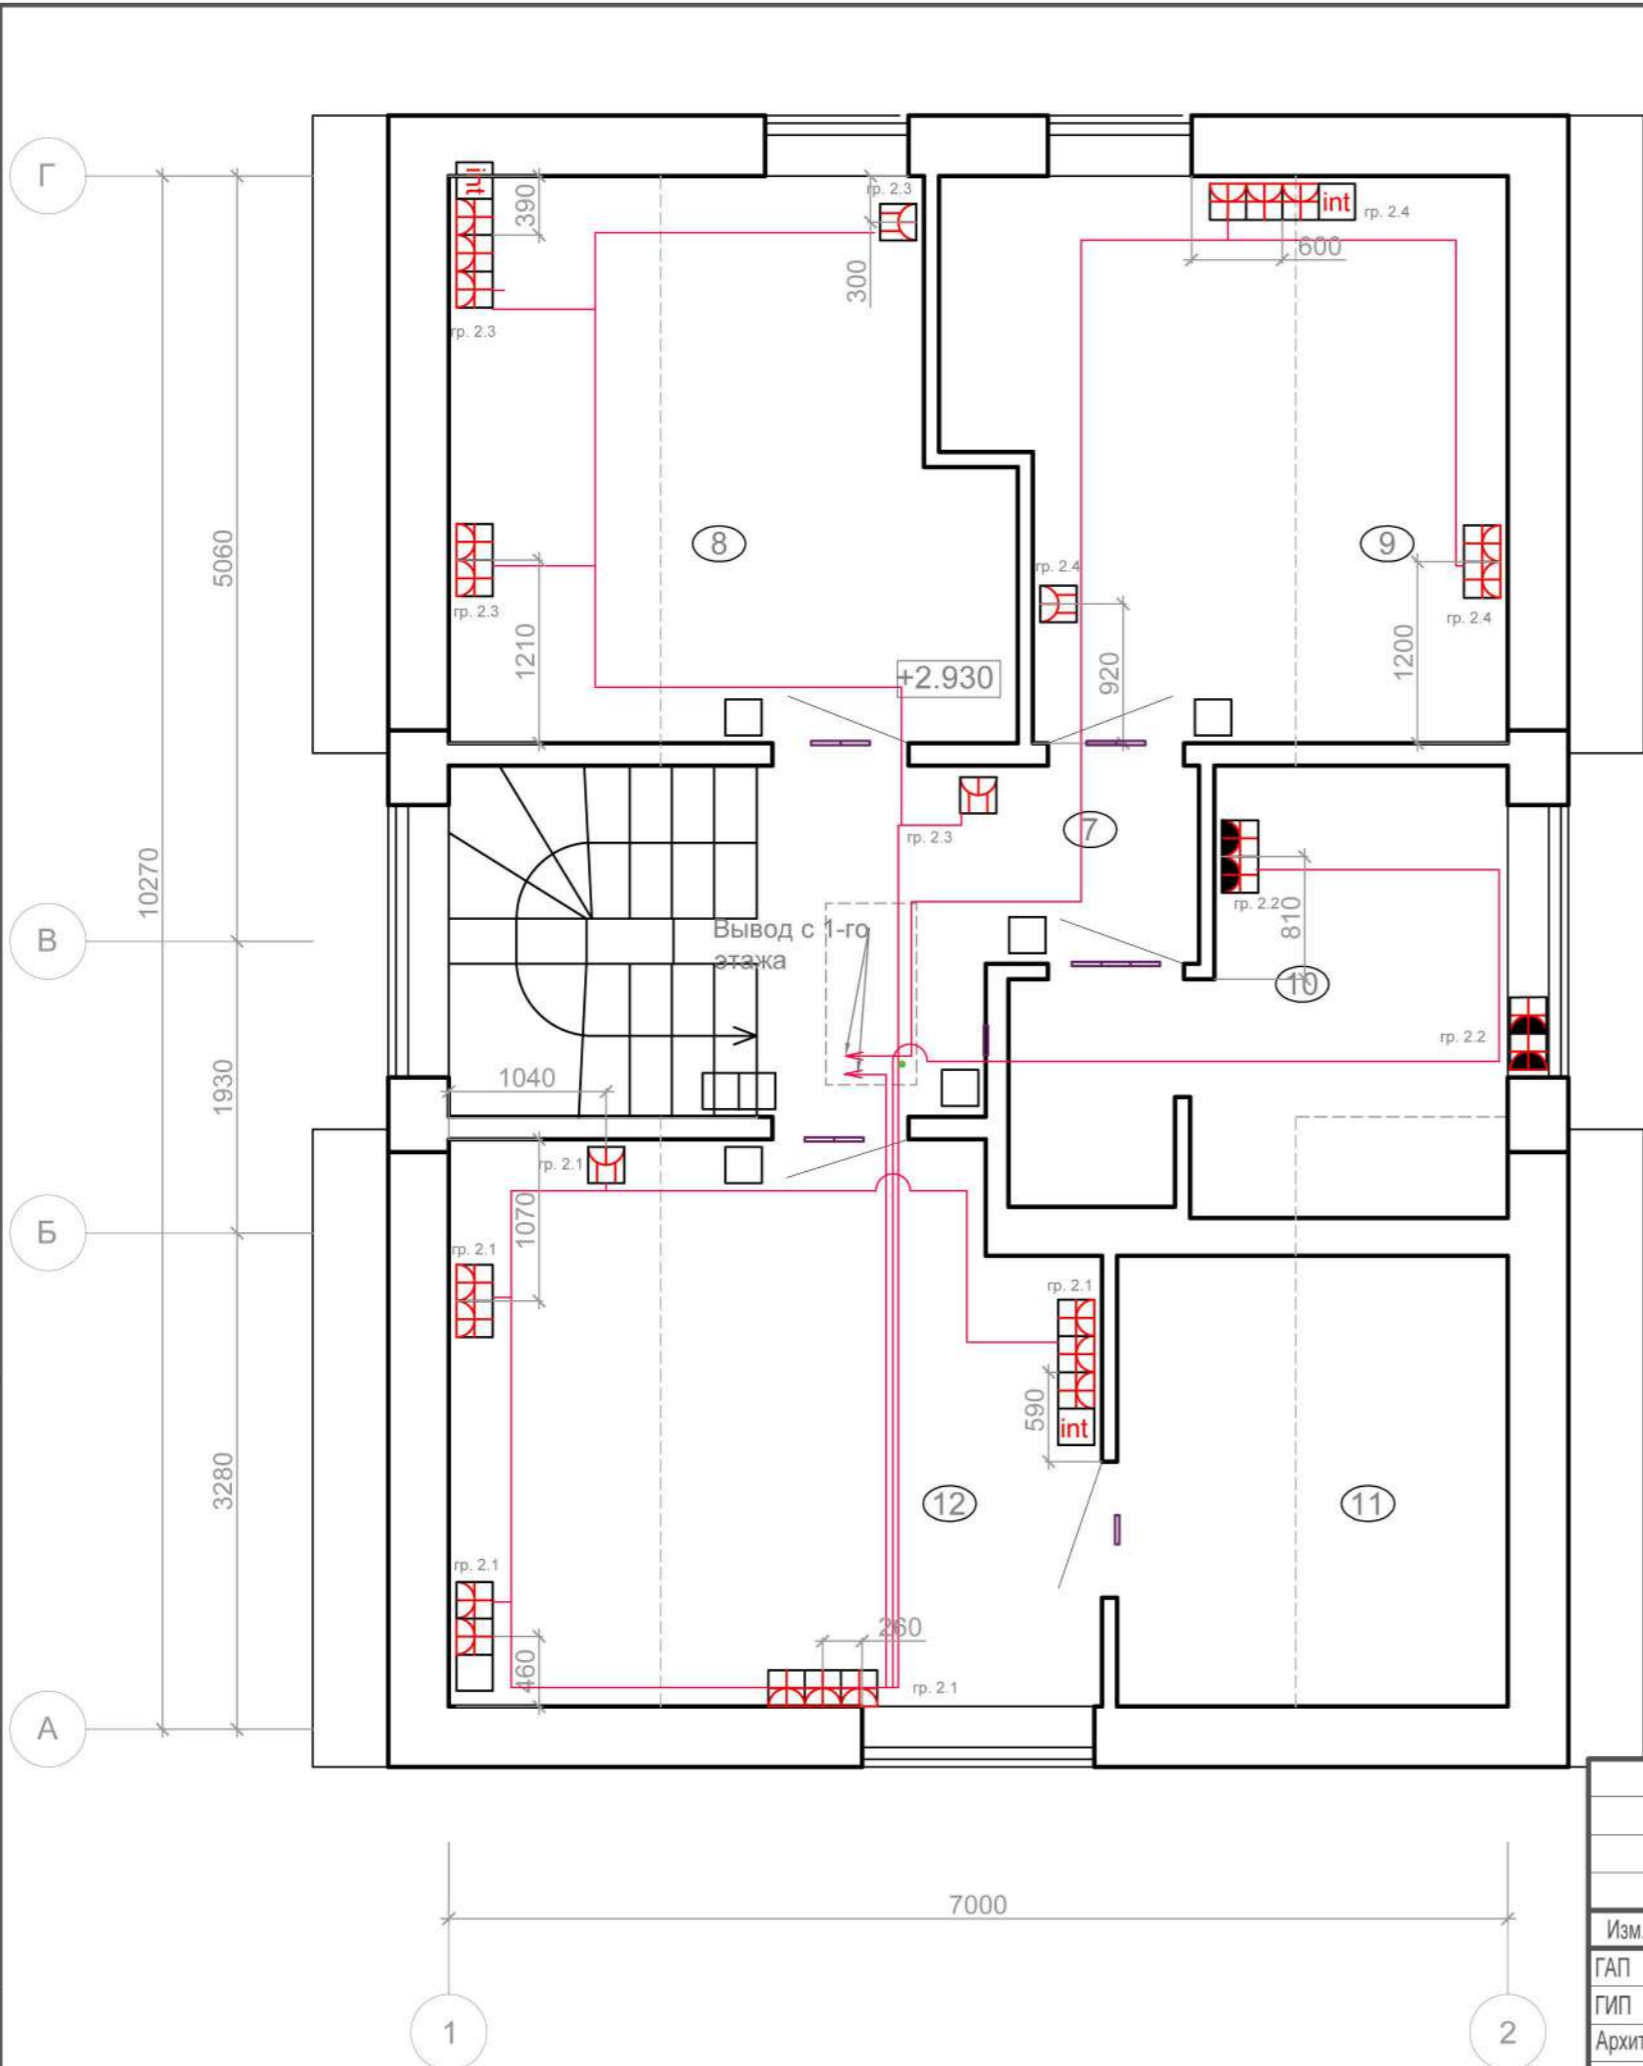 Г
int
390
гр. 2.3
300
int
гр. 2.4
600
гр. 2.3
5060
8
9
гр. 2.4
гр. 2.3
1210
гр. 2.4
920
1200
+2.930
10270
гр. 2.3
7
гр. 2.2
810
В
Вывод с 1-го
этажа
10
гр. 2.2
1930
1040
гр. 2.1
1070
Б
гр. 2.1
гр. 2.1
590
int
3280
12
11
гр. 2.1
260
460
гр. 2.1
А
7000
Изм.
ГАП
ГИП
Архит
1
2